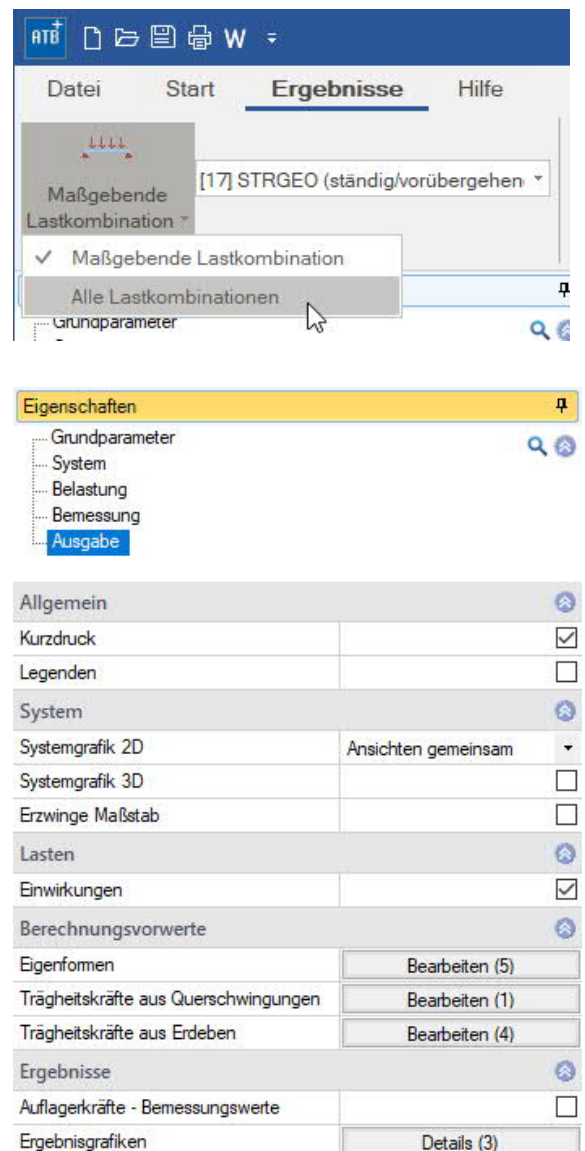 ATB+ W
Datei Start Ergebnisse Hilfe
[17] STRGEO (ständig/vorübergehen
Maßgebende
Lastkombination
Maßgebende Lastkombination
Alle Lastkombinationen
Grundparameter
Eigenschaften
Grundparameter
System
Belastung
Bemessung
Ausgabe
Allgemein
Kurzdruck
Legenden
System
Systemgrafik 2D Ansichten gemeinsam
Systemgrafik 3D
Erzwinge Maßstab
Lasten
Einwirkungen
Berechnungsvorwerte
Eigenformen Bearbeiten (5)
Trägheitskräfte aus Querschwingungen Bearbeiten (1)
Trägheitskräfte aus Erdeben Bearbeiten (4)
Ergebnisse
Auflagerkräfte - Bemessungswerte
Ergebnisgrafiken Details (3)